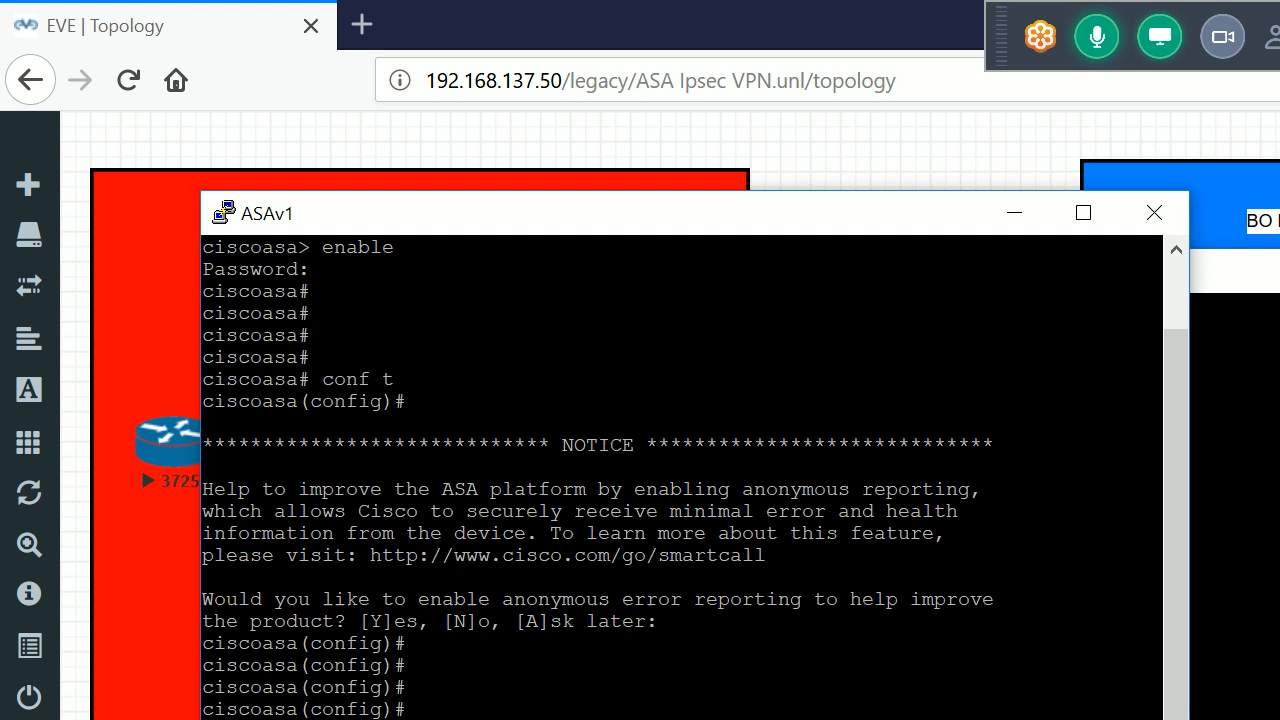 EVE | Topology
192.168.137.50/legacy/ASA Ipsec VPN.unl/topology
BO
ASAv1
ciscoasa> enable
Password:
ciscoasa#
ciscoasa#
ciscoasa#
ciscoasa#
ciscoasa# conf t
ciscoasa(config)#
***************************** NOTICE *****************************
Help to improve the ASA platform by enabling anonymous reporting,
which allows Cisco to securely receive minimal error and health
information from the device. To learn more about this feature,
please visit: http://www.cisco.com/go/smartcall
Would you like to enable anonymous error reporting to help improve
the product? [Y]es, [N]o, [A]sk later:
ciscoasa(config)#
ciscoasa(config)#
ciscoasa(config)#
ciscoasa(config)#
3725